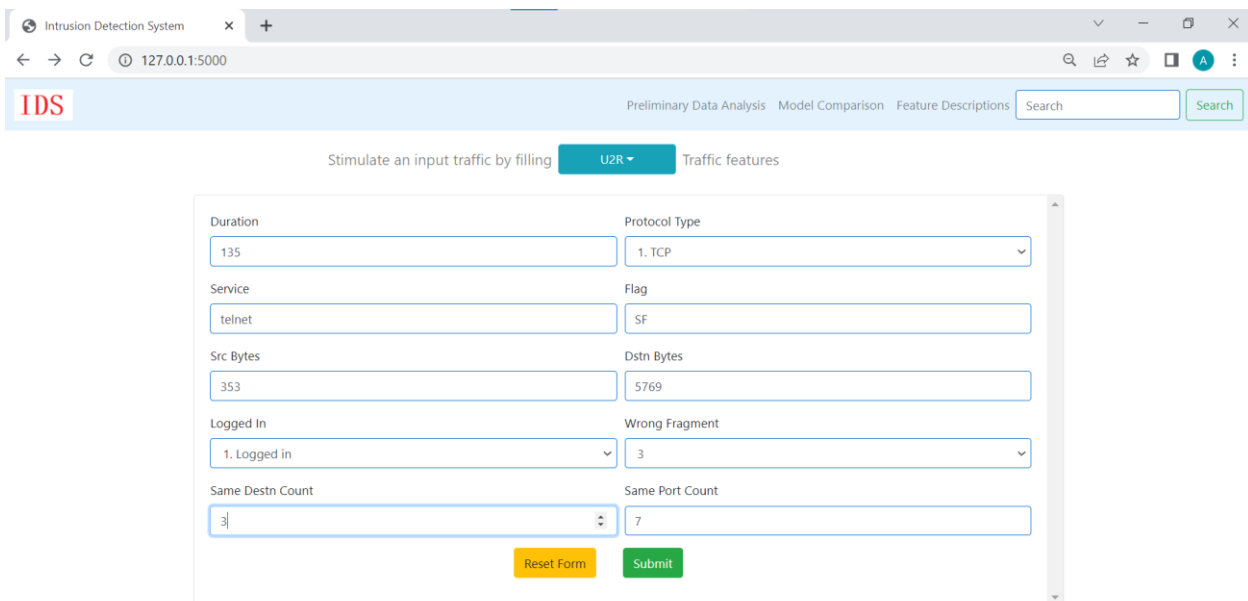 Intrusion Detection System
127.0.0.1:5000
A
IDS
Preliminary Data Analysis Model Comparison Feature Descriptions Search Search
Stimulate an input traffic by filling U2R Traffic features
Duration Protocol Type
135 1. TCP
Service Flag
telnet SF
Src Bytes Dstn Bytes
353 5769
Logged In Wrong Fragment
1. Logged in 3
Same Destn Count Same Port Count
3 7
Reset Form Submit